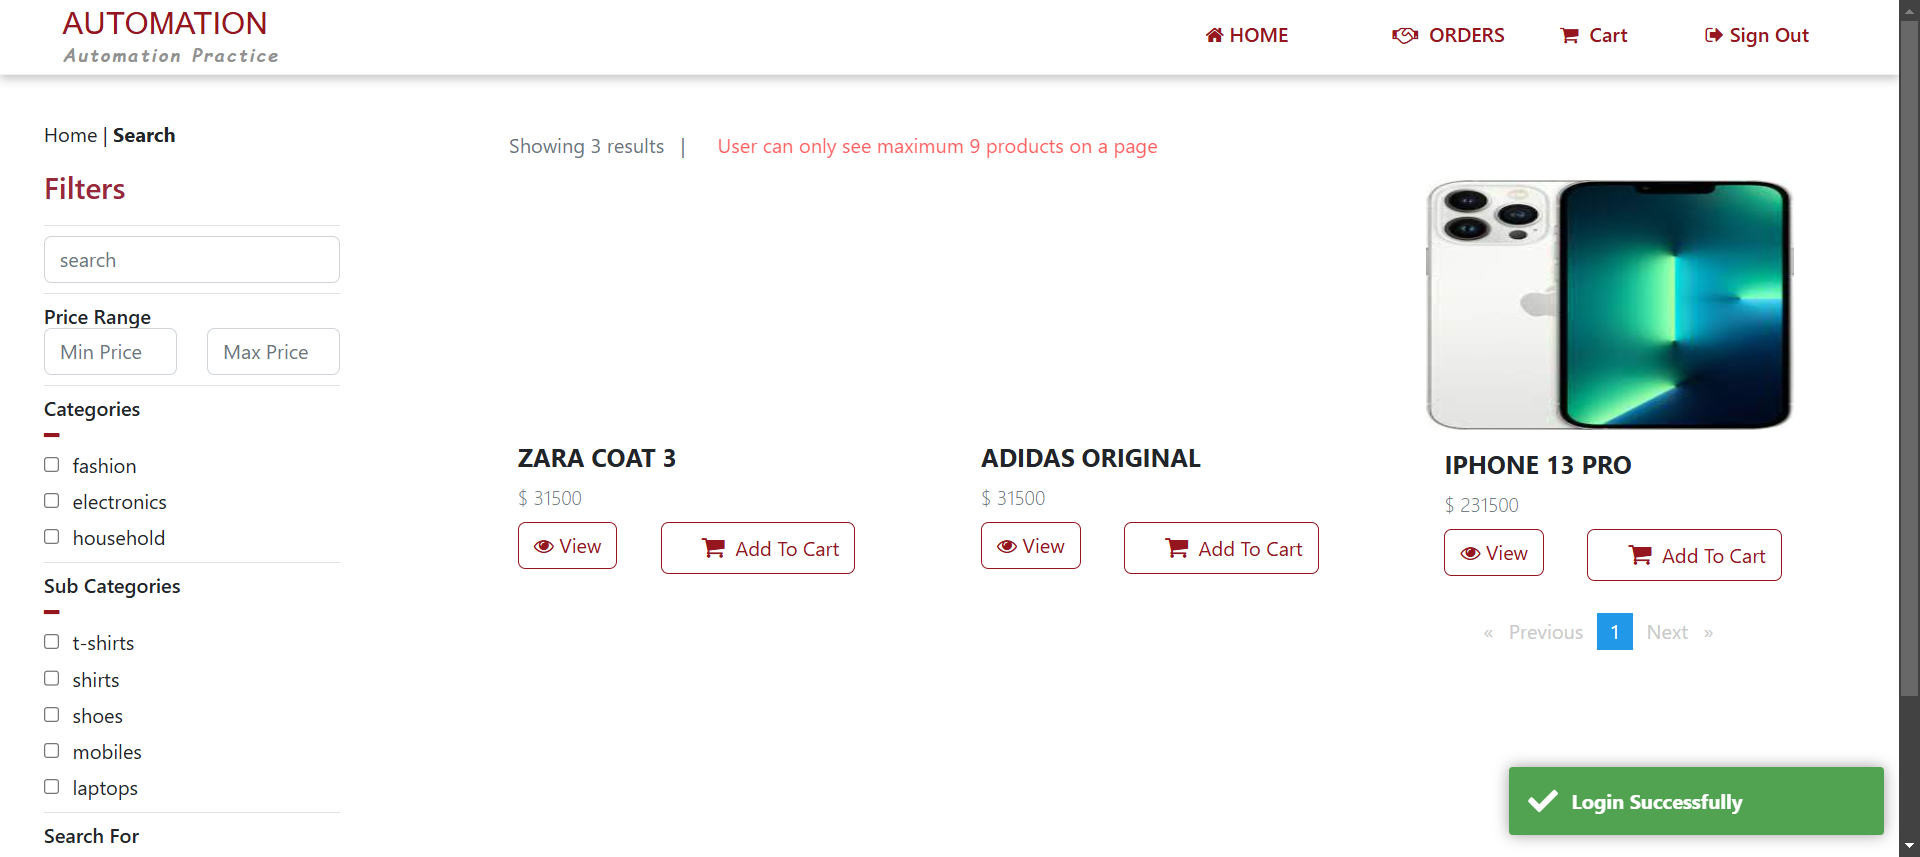 AUTOMATION
Automation Practice
HOME
ORDERS
Cart
Sign Out
Home | Search
Showing 3 results |
User can only see maximum 9 products on a page
Filters
search
Price Range
Min Price
Max Price
Categories
fashion
electronics
household
Sub Categories
t-shirts
shirts
shoes
mobiles
laptops
Search For
ZARA COAT 3
$ 31500
View
Add To Cart
ADIDAS ORIGINAL
$ 31500
View
Add To Cart
IPHONE 13 PRO
$ 231500
View
Add To Cart
« Previous 1 Next »
Login Successfully